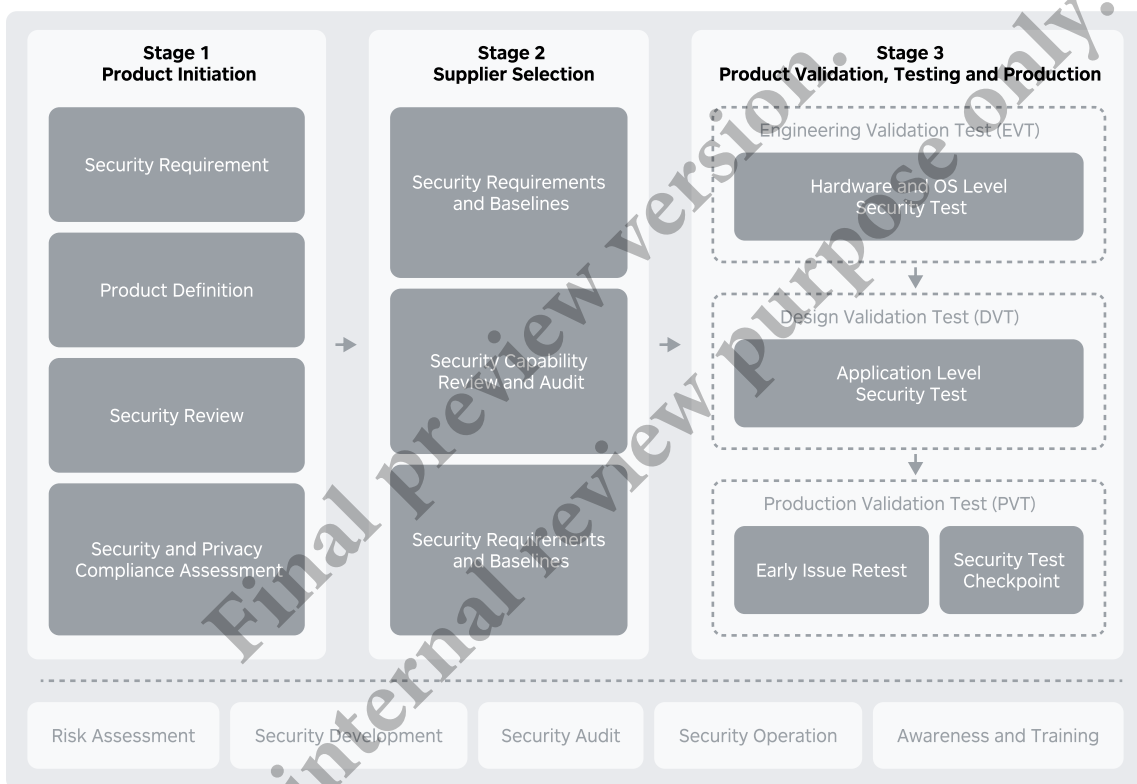 Stage 1
Product Initiation
Security Requirement
Product Definition
Security Review
Security and Privacy
Compliance Assessment
Stage 2
Supplier Selection
Security Requirements
and Baselines
Security Capability
Review and Audit
Security Requirements
and Baselines
Stage 3
Product Validation, Testing and Production
Engineering Validation Test (EVT)
Hardware and OS Level
Security Test
Design Validation Test (DVT)
Application Level
Security Test
Production Validation Test (PVT)
Early Issue Retest
Security Test
Checkpoint
Risk Assessment
Security Development
Security Audit
Security Operation
Awareness and Training
Final preview version.
internal review purpose only.